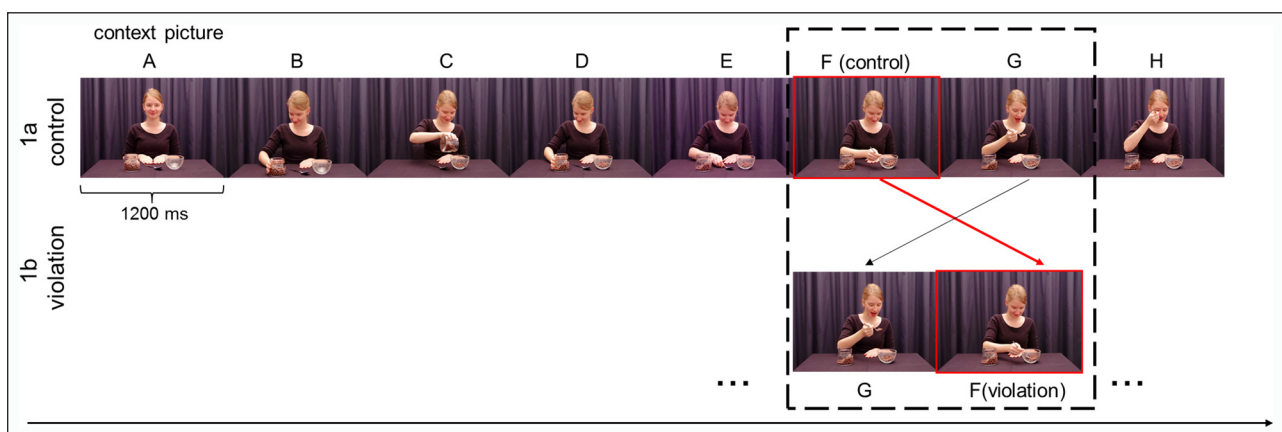 context picture
A B C D E F (control) G H
1a
control
1200 ms
1b
violation
... G F(violation) ...